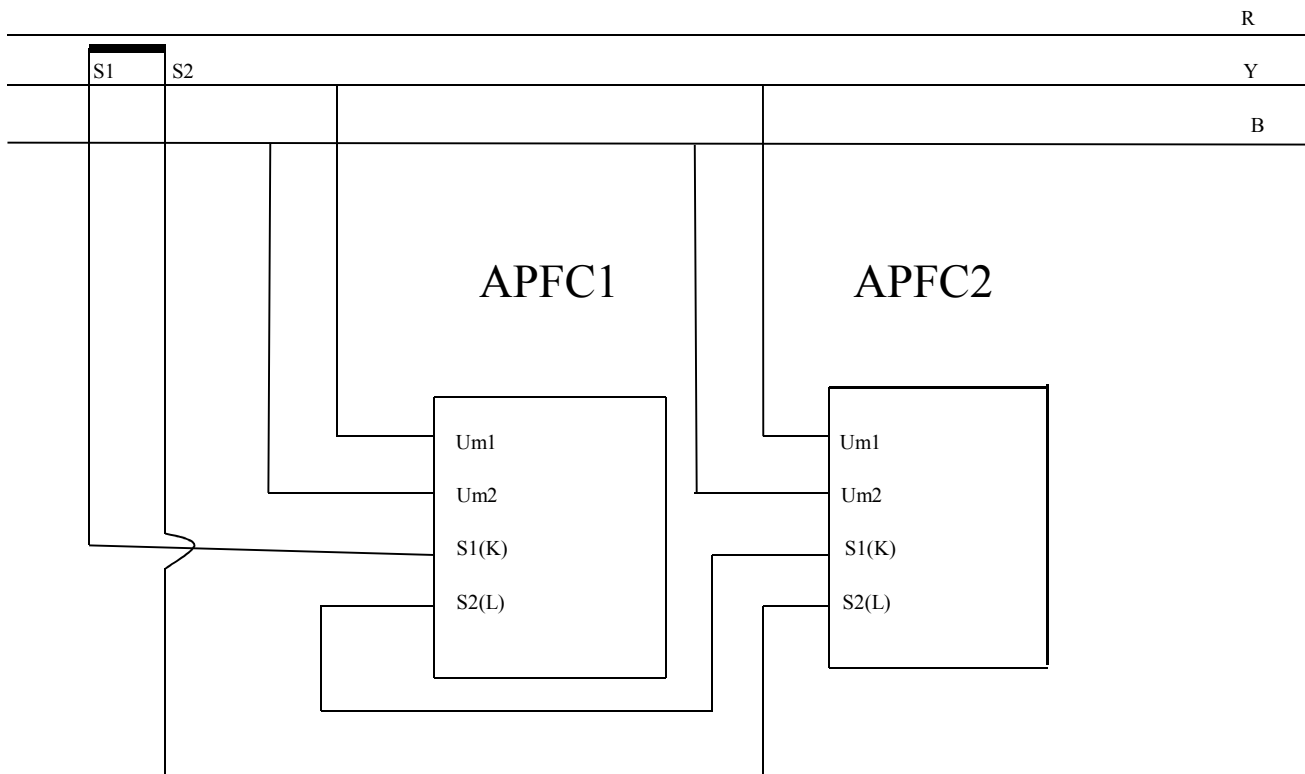 R
S1
S2
Y
B
APFC1
APFC2
Um1
Um2
S1(K)
S2(L)
Um1
Um2
S1(K)
S2(L)